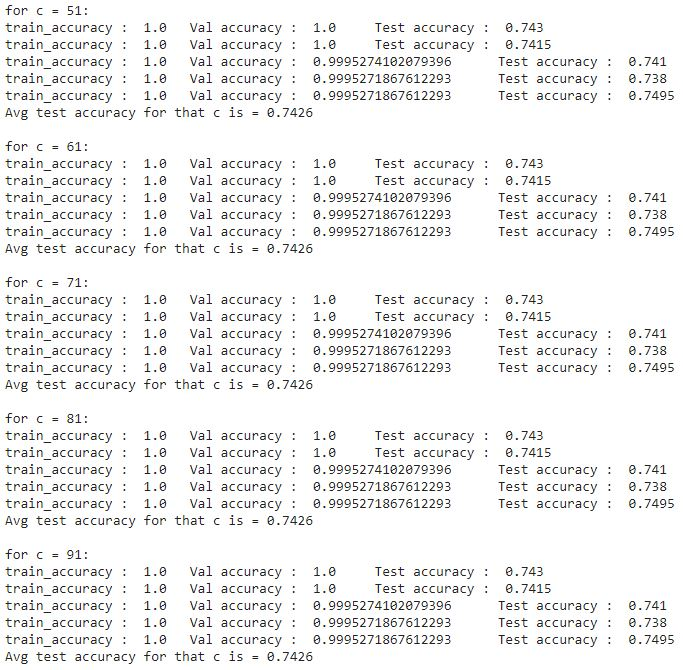 for c = 51:
train_accuracy :  1.0   Val accuracy :  1.0     Test accuracy :  0.743
train_accuracy :  1.0   Val accuracy :  1.0     Test accuracy :  0.7415
train_accuracy :  1.0   Val accuracy :  0.9995274102079396      Test accuracy :  0.741
train_accuracy :  1.0   Val accuracy :  0.9995271867612293      Test accuracy :  0.738
train_accuracy :  1.0   Val accuracy :  0.9995271867612293      Test accuracy :  0.7495
Avg test accuracy for that c is = 0.7426

for c = 61:
train_accuracy :  1.0   Val accuracy :  1.0     Test accuracy :  0.743
train_accuracy :  1.0   Val accuracy :  1.0     Test accuracy :  0.7415
train_accuracy :  1.0   Val accuracy :  0.9995274102079396      Test accuracy :  0.741
train_accuracy :  1.0   Val accuracy :  0.9995271867612293      Test accuracy :  0.738
train_accuracy :  1.0   Val accuracy :  0.9995271867612293      Test accuracy :  0.7495
Avg test accuracy for that c is = 0.7426

for c = 71:
train_accuracy :  1.0   Val accuracy :  1.0     Test accuracy :  0.743
train_accuracy :  1.0   Val accuracy :  1.0     Test accuracy :  0.7415
train_accuracy :  1.0   Val accuracy :  0.9995274102079396      Test accuracy :  0.741
train_accuracy :  1.0   Val accuracy :  0.9995271867612293      Test accuracy :  0.738
train_accuracy :  1.0   Val accuracy :  0.9995271867612293      Test accuracy :  0.7495
Avg test accuracy for that c is = 0.7426

for c = 81:
train_accuracy :  1.0   Val accuracy :  1.0     Test accuracy :  0.743
train_accuracy :  1.0   Val accuracy :  1.0     Test accuracy :  0.7415
train_accuracy :  1.0   Val accuracy :  0.9995274102079396      Test accuracy :  0.741
train_accuracy :  1.0   Val accuracy :  0.9995271867612293      Test accuracy :  0.738
train_accuracy :  1.0   Val accuracy :  0.9995271867612293      Test accuracy :  0.7495
Avg test accuracy for that c is = 0.7426

for c = 91:
train_accuracy :  1.0   Val accuracy :  1.0     Test accuracy :  0.743
train_accuracy :  1.0   Val accuracy :  1.0     Test accuracy :  0.7415
train_accuracy :  1.0   Val accuracy :  0.9995274102079396      Test accuracy :  0.741
train_accuracy :  1.0   Val accuracy :  0.9995271867612293      Test accuracy :  0.738
train_accuracy :  1.0   Val accuracy :  0.9995271867612293      Test accuracy :  0.7495
Avg test accuracy for that c is = 0.7426